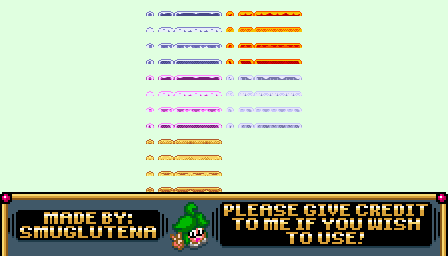 MADE BY:
SMUGLUTENA
PLEASE GIVE CREDIT
TO ME IF YOU WISH
TO USE!